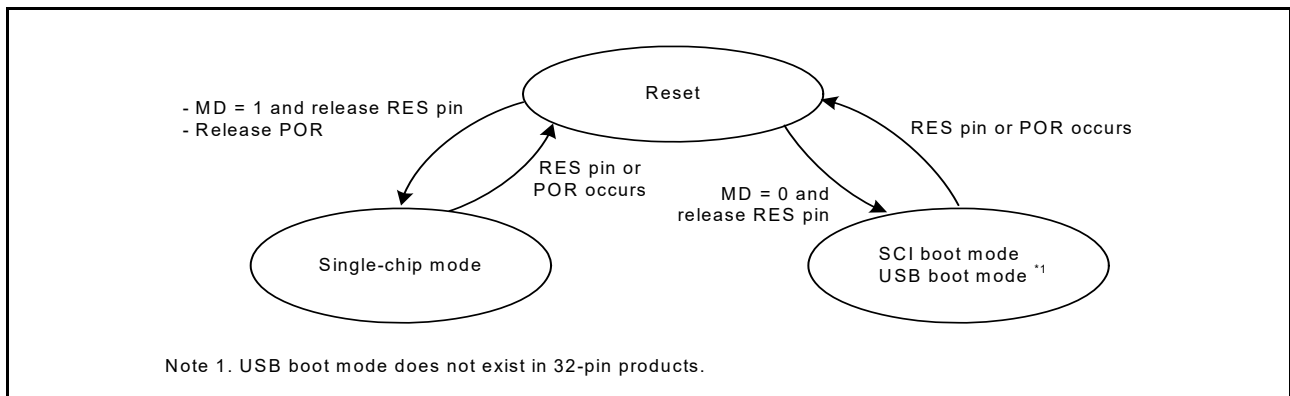 Reset
- MD = 1 and release RES pin
- Release POR
RES pin or POR occurs
RES pin or
POR occurs
MD = 0 and
release RES pin
Single-chip mode
SCI boot mode
USB boot mode *1
Note 1. USB boot mode does not exist in 32-pin products.